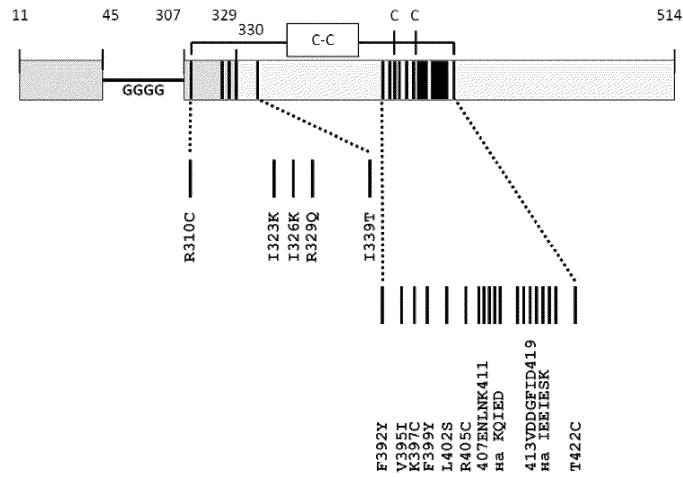 11
45
307
329
330
C-C
C
C
514
GGGG
R310C
I323K
I326K
R329Q
I339T
F392Y
V395I
K397C
F399Y
L402S
R405C
407ENLNK411
на KQIED
413VDDGFID419
на IEEIESK
T422C